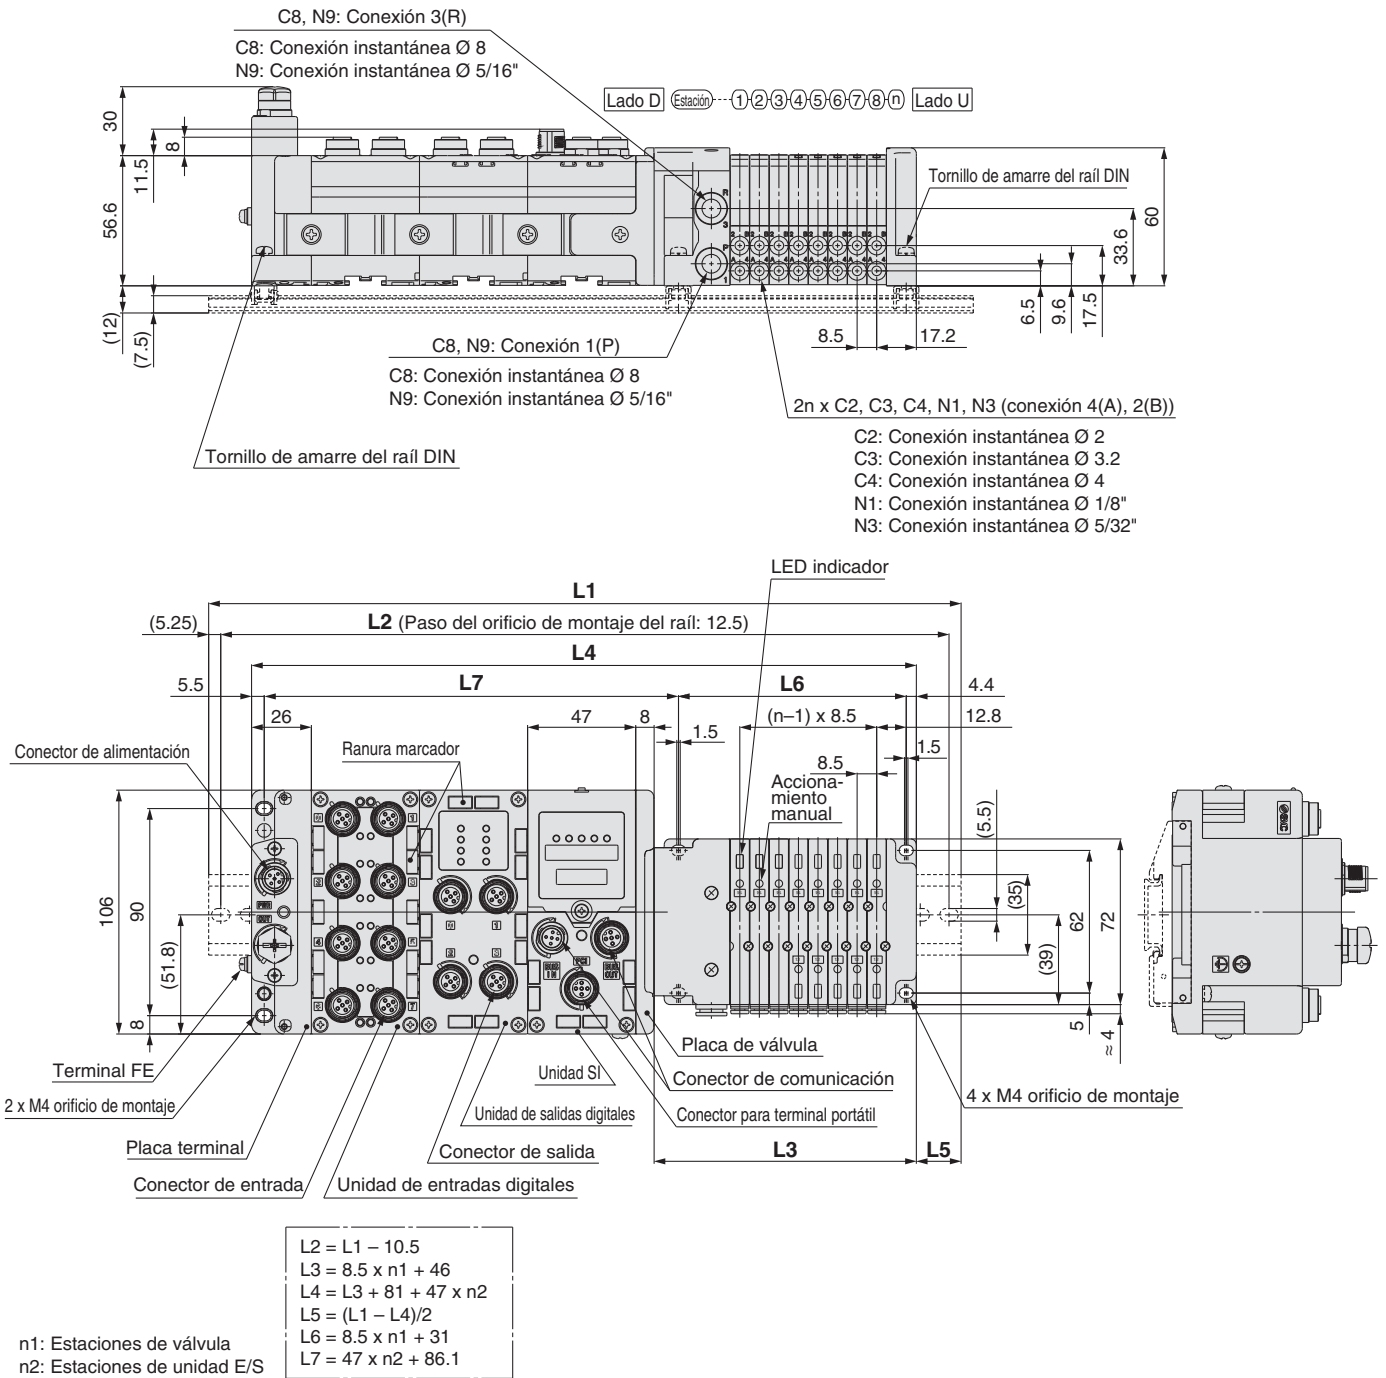 C8, N9: Conexión 3(R)
C8: Conexión instantánea Ø 8
N9: Conexión instantánea Ø 5/16"
Lado D Estación 1 2 3 4 5 6 7 8 n Lado U
30
8
11.5
56.6
(12)
(7.5)
Tornillo de amarre del raíl DIN
60
33.6
17.5
9.6
6.5
8.5
17.2
C8, N9: Conexión 1(P)
C8: Conexión instantánea Ø 8
N9: Conexión instantánea Ø 5/16"
Tornillo de amarre del raíl DIN
2n x C2, C3, C4, N1, N3 (conexión 4(A), 2(B))
C2: Conexión instantánea Ø 2
C3: Conexión instantánea Ø 3.2
C4: Conexión instantánea Ø 4
N1: Conexión instantánea Ø 1/8"
N3: Conexión instantánea Ø 5/32"
LED indicador
L1
(5.25)
L2 (Paso del orificio de montaje del raíl: 12.5)
L4
5.5
L7
L6
4.4
26
47
8
(n–1) x 8.5
12.8
1.5
1.5
8.5
Conector de alimentación
Ranura marcador
Accionamiento
manual
(5.5)
106
90
(51.8)
8
(35)
(39)
62
72
5
≈ 4
SMC
PWR
OUT
BUS IN
PCI
BUS OUT
Terminal FE
2 x M4 orificio de montaje
Placa terminal
Conector de entrada
Unidad de entradas digitales
Conector de salida
Unidad de salidas digitales
Unidad SI
Placa de válvula
Conector de comunicación
Conector para terminal portátil
4 x M4 orificio de montaje
L3
L5
L2 = L1 – 10.5
L3 = 8.5 x n1 + 46
L4 = L3 + 81 + 47 x n2
L5 = (L1 – L4)/2
L6 = 8.5 x n1 + 31
L7 = 47 x n2 + 86.1
n1: Estaciones de válvula
n2: Estaciones de unidad E/S